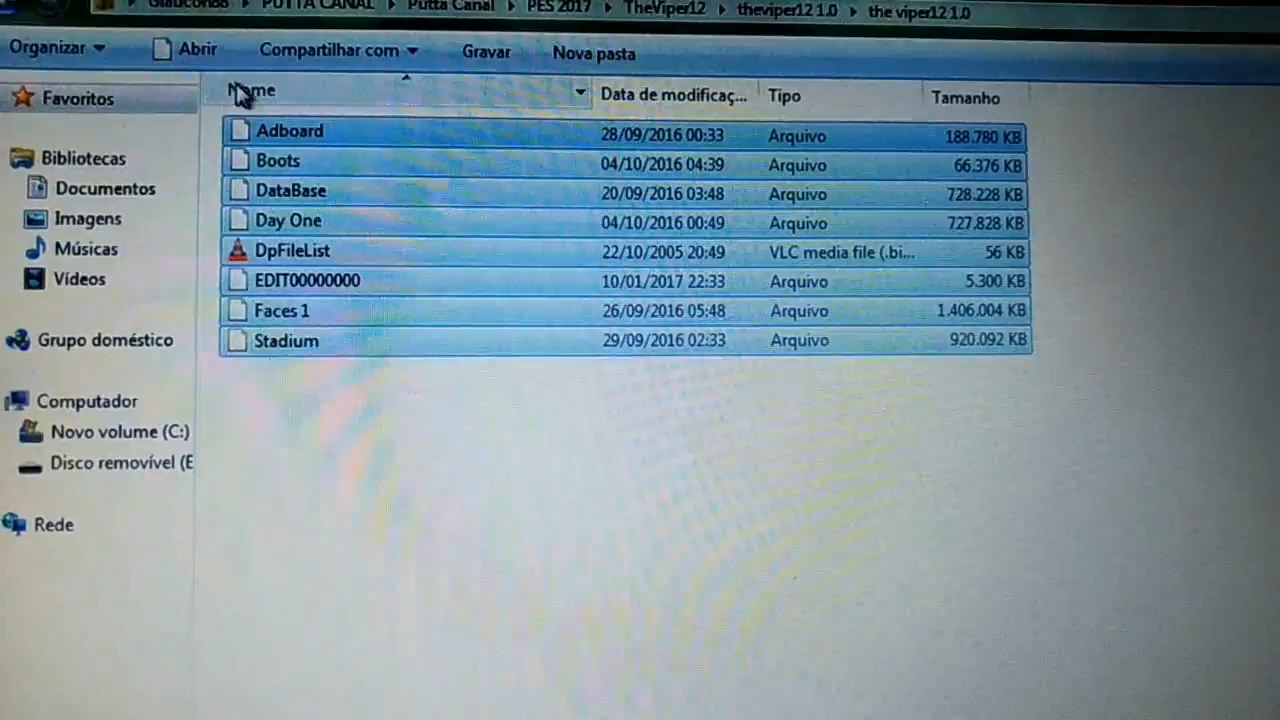 Glauconss ▸ PUTTA CANAL ▸ Putta Canal ▸ PES 2017 ▸ TheViper12 ▸ theviper12 1.0 ▸ the viper12 1.0
Organizar Abrir Compartilhar com Gravar Nova pasta
Nome Data de modificaç... Tipo Tamanho
Favoritos
Bibliotecas
Documentos
Imagens
Músicas
Vídeos
Grupo doméstico
Computador
Novo volume (C:)
Disco removível (E
Rede
Adboard 28/09/2016 00:33 Arquivo 188.780 KB
Boots 04/10/2016 04:39 Arquivo 66.376 KB
DataBase 20/09/2016 03:48 Arquivo 728.228 KB
Day One 04/10/2016 00:49 Arquivo 727.828 KB
DpFileList 22/10/2005 20:49 VLC media file (.bi... 56 KB
EDIT00000000 10/01/2017 22:33 Arquivo 5.300 KB
Faces 1 26/09/2016 05:48 Arquivo 1.406.004 KB
Stadium 29/09/2016 02:33 Arquivo 920.092 KB